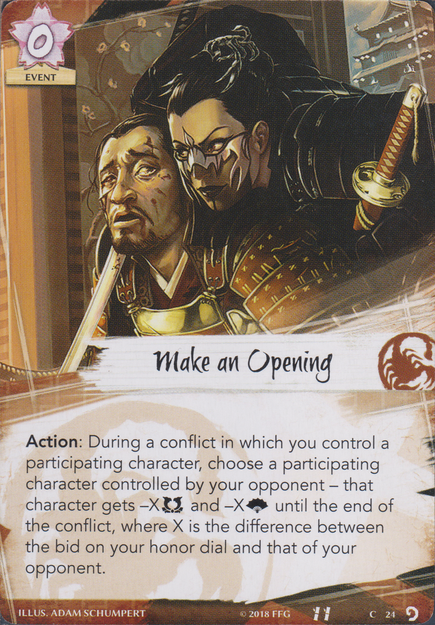 0
EVENT
Make an Opening
Action: During a conflict in which you control a
participating character, choose a participating
character controlled by your opponent – that
character gets –X and –X until the end of
the conflict, where X is the difference between
the bid on your honor dial and that of your
opponent.
ILLUS. ADAM SCHUMPERT © 2018 FFG C 24